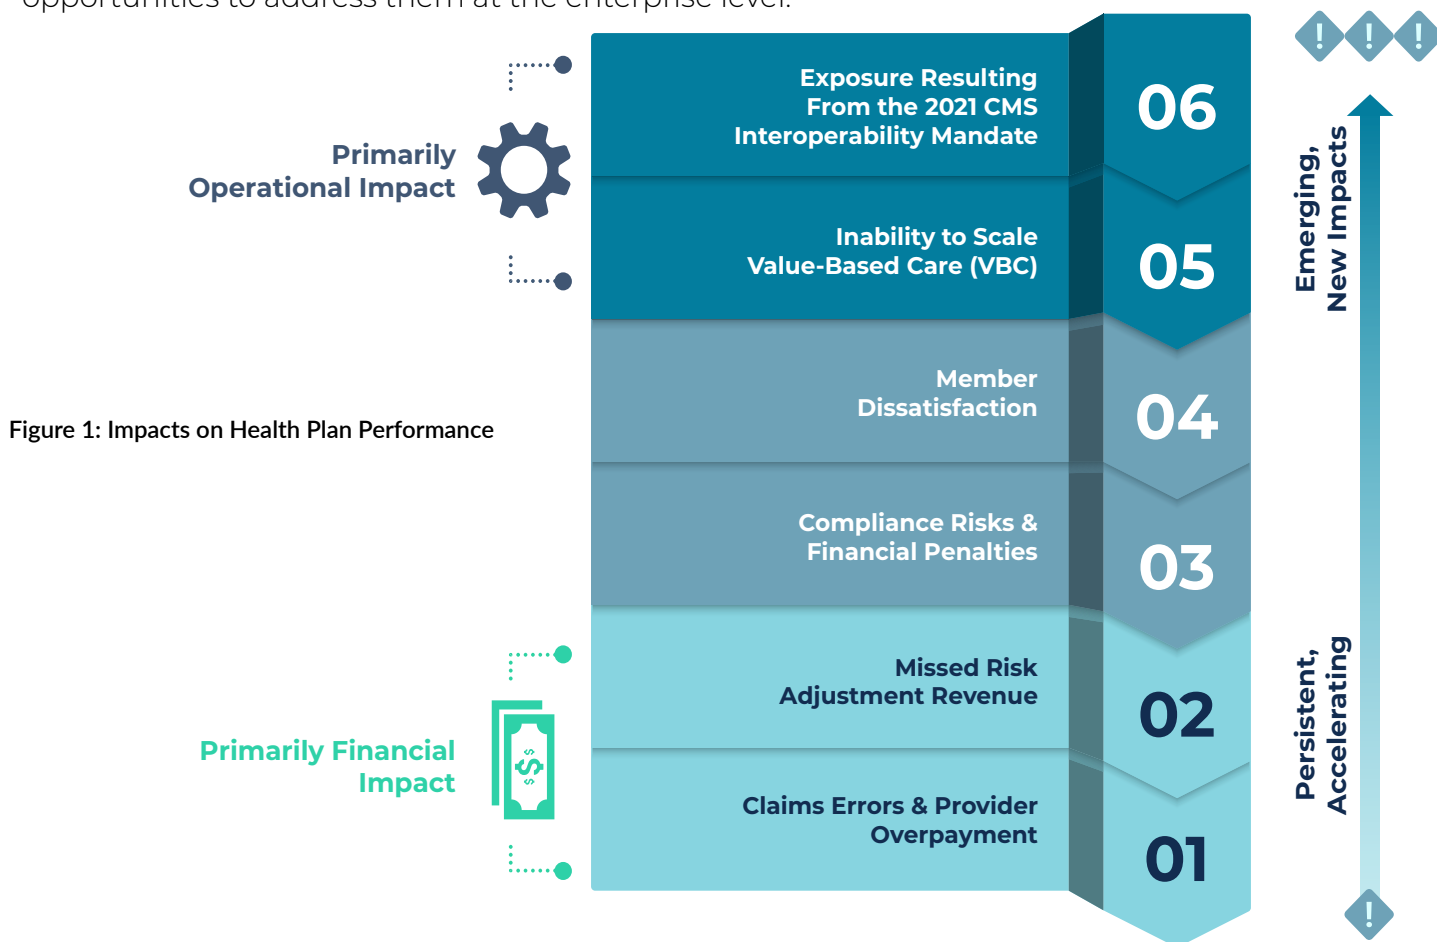 opportunities to address them at the enterprise level.
Exposure Resulting
From the 2021 CMS
Interoperability Mandate
06
! ! !
Primarily
Operational Impact
Emerging,
New Impacts
Inability to Scale
Value-Based Care (VBC)
05
Member
Dissatisfaction
04
Figure 1: Impacts on Health Plan Performance
Compliance Risks &
Financial Penalties
03
Missed Risk
Adjustment Revenue
02
Persistent,
Accelerating
Primarily Financial
Impact
$
$
$
Claims Errors & Provider
Overpayment
01
!